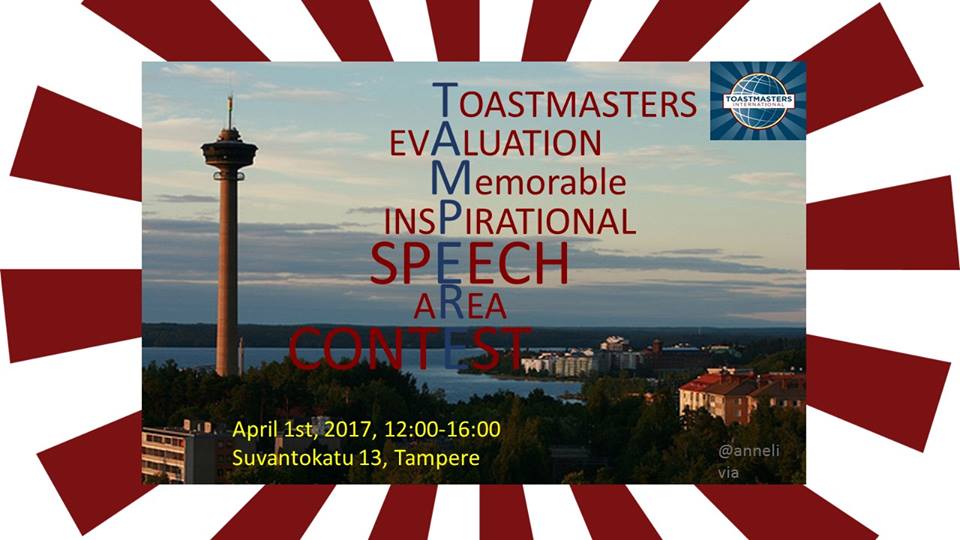 TOASTMASTERS
EVALUATION
Memorable
INSPIRATIONAL
SPEECH
AREA
CONTEST
TOASTMASTERS
INTERNATIONAL
April 1st, 2017, 12:00-16:00
Suvantokatu 13, Tampere
@anneli
via